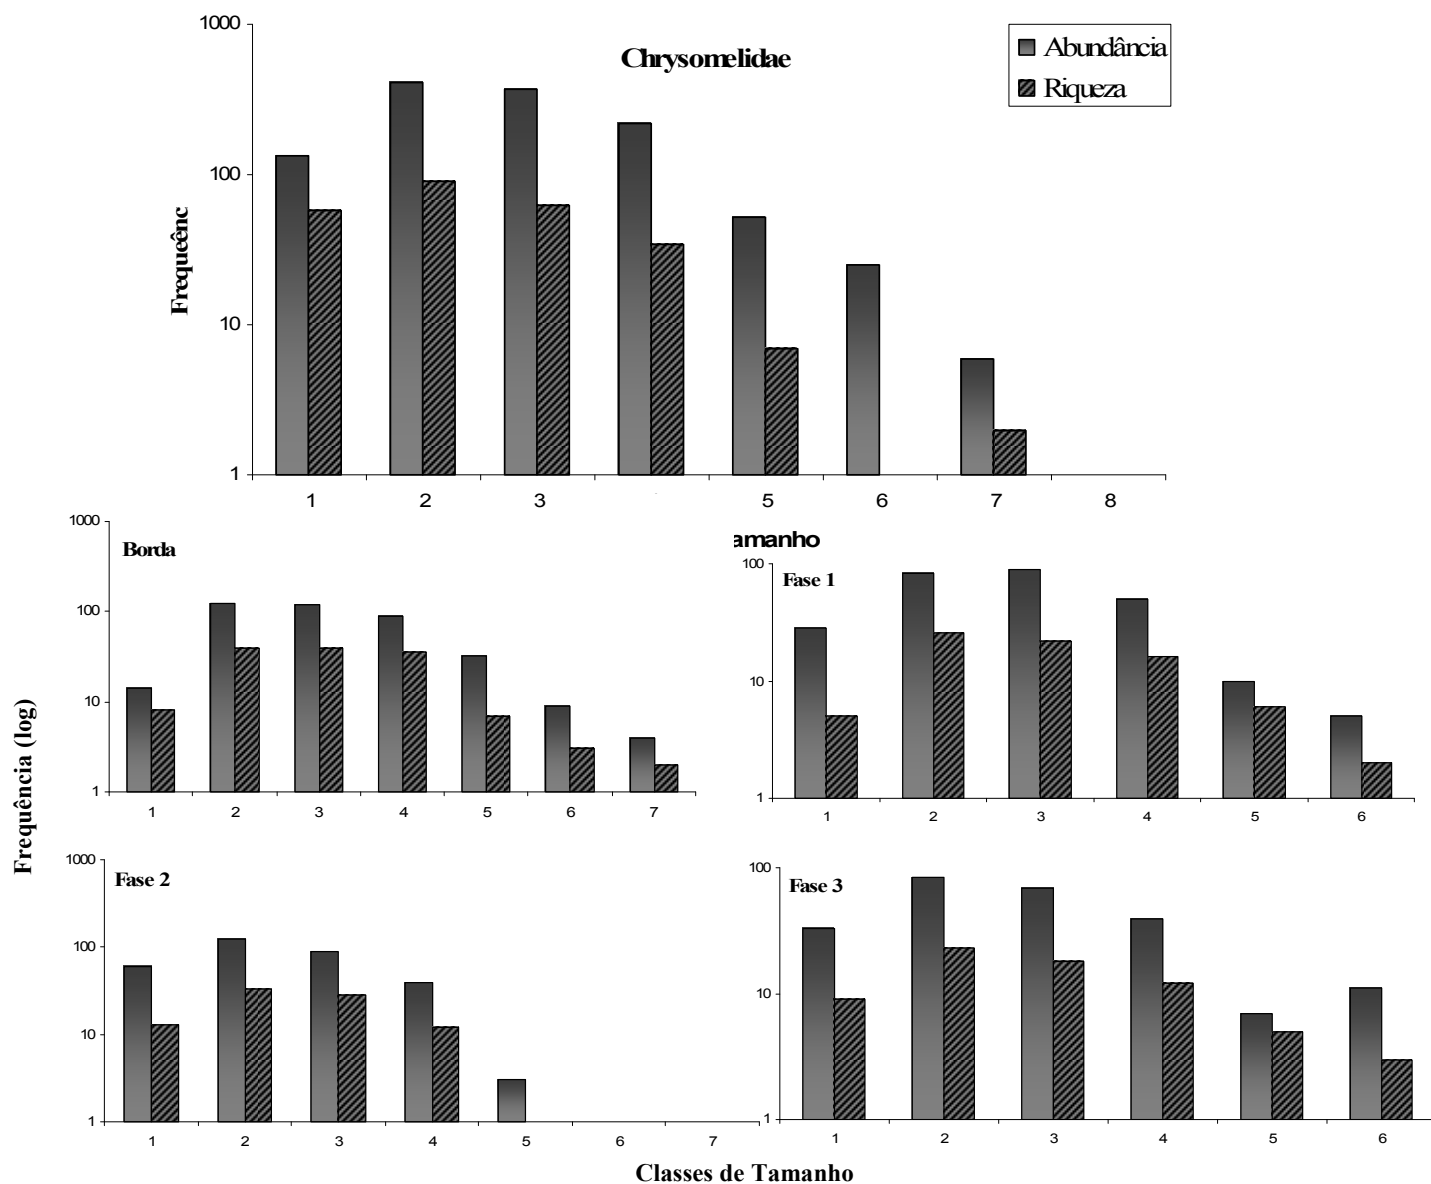 Chrysomelidae
Abundância
Riqueza
Frequeênc
1000
100
10
1
1 2 3 5 6 7 8
amanho
Frequência (log)
Borda
1000
100
10
1
1 2 3 4 5 6 7
Fase 1
100
10
1
1 2 3 4 5 6
Fase 2
1000
100
10
1
1 2 3 4 5 6 7
Fase 3
100
10
1
1 2 3 4 5 6
Classes de Tamanho